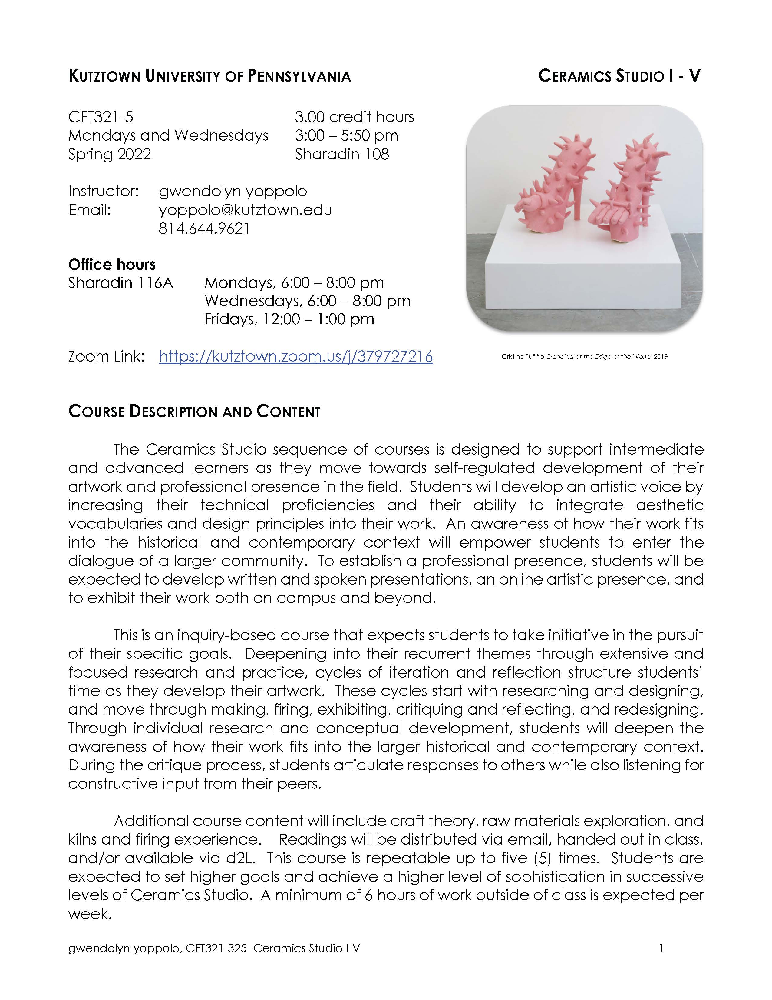 KUTZTOWN UNIVERSITY OF PENNSYLVANIA CERAMICS STUDIO I - V
CFT321-5 3.00 credit hours
Mondays and Wednesdays 3:00 – 5:50 pm
Spring 2022 Sharadin 108
Instructor: gwendolyn yoppolo
Email: yoppolo@kutztown.edu
814.644.9621
Office hours
Sharadin 116A Mondays, 6:00 – 8:00 pm
Wednesdays, 6:00 – 8:00 pm
Fridays, 12:00 – 1:00 pm
Zoom Link: https://kutztown.zoom.us/j/379727216
Cristina Tufiño, Dancing at the Edge of the World, 2019
COURSE DESCRIPTION AND CONTENT
The Ceramics Studio sequence of courses is designed to support intermediate
and advanced learners as they move towards self-regulated development of their
artwork and professional presence in the field. Students will develop an artistic voice by
increasing their technical proficiencies and their ability to integrate aesthetic
vocabularies and design principles into their work. An awareness of how their work fits
into the historical and contemporary context will empower students to enter the
dialogue of a larger community. To establish a professional presence, students will be
expected to develop written and spoken presentations, an online artistic presence, and
to exhibit their work both on campus and beyond.
This is an inquiry-based course that expects students to take initiative in the pursuit
of their specific goals. Deepening into their recurrent themes through extensive and
focused research and practice, cycles of iteration and reflection structure students’
time as they develop their artwork. These cycles start with researching and designing,
and move through making, firing, exhibiting, critiquing and reflecting, and redesigning.
Through individual research and conceptual development, students will deepen the
awareness of how their work fits into the larger historical and contemporary context.
During the critique process, students articulate responses to others while also listening for
constructive input from their peers.
Additional course content will include craft theory, raw materials exploration, and
kilns and firing experience. Readings will be distributed via email, handed out in class,
and/or available via d2L. This course is repeatable up to five (5) times. Students are
expected to set higher goals and achieve a higher level of sophistication in successive
levels of Ceramics Studio. A minimum of 6 hours of work outside of class is expected per
week.
gwendolyn yoppolo, CFT321-325 Ceramics Studio I-V 1